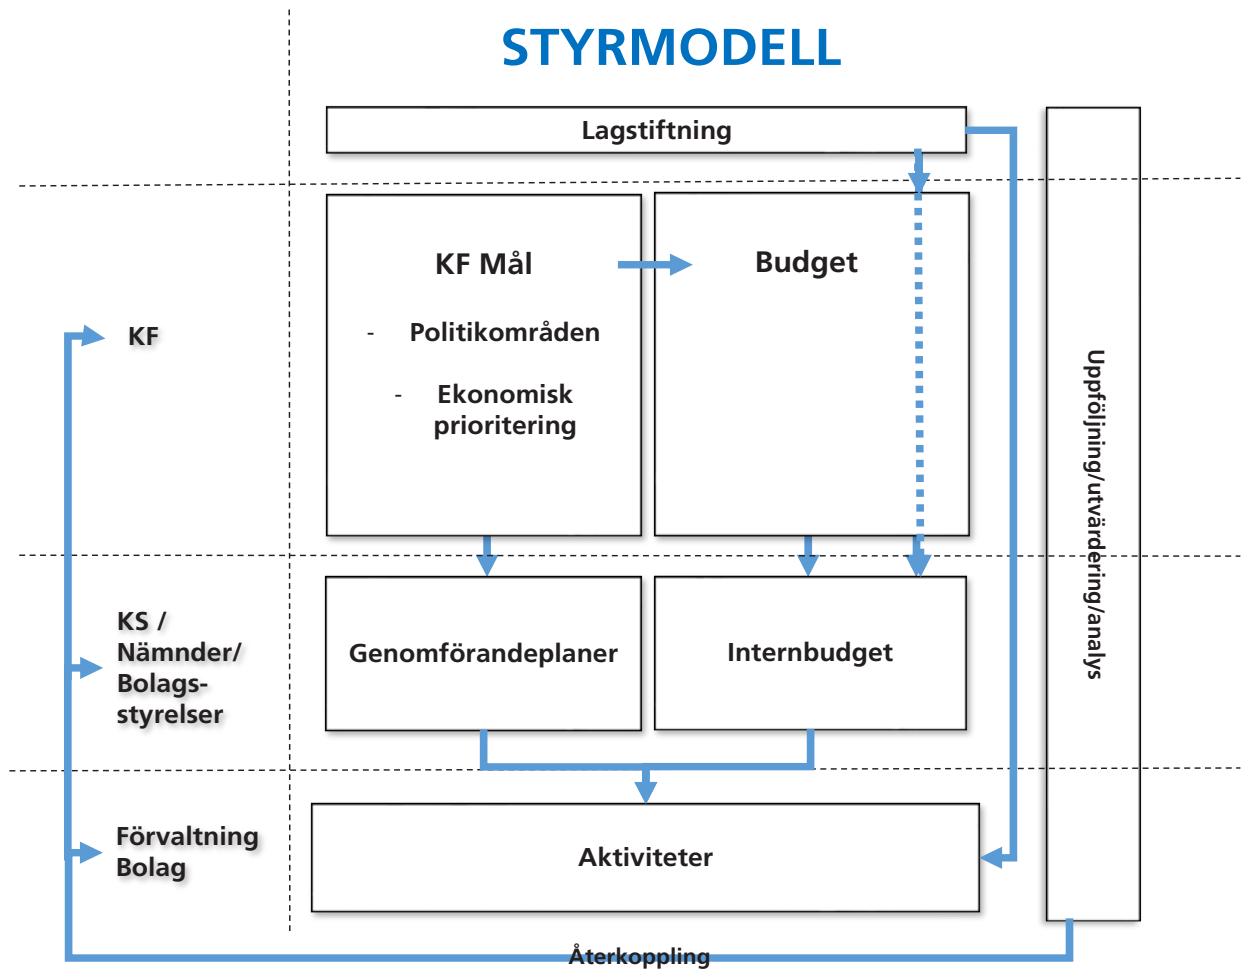 STYRMODELL
Lagstiftning
KF Mål
- Politikområden
- Ekonomisk
prioritering
Budget
KF
Uppföljning/utvärdering/analys
KS /
Nämnder/
Bolags-
styrelser
Genomförandeplaner
Internbudget
Förvaltning
Bolag
Aktiviteter
Återkoppling